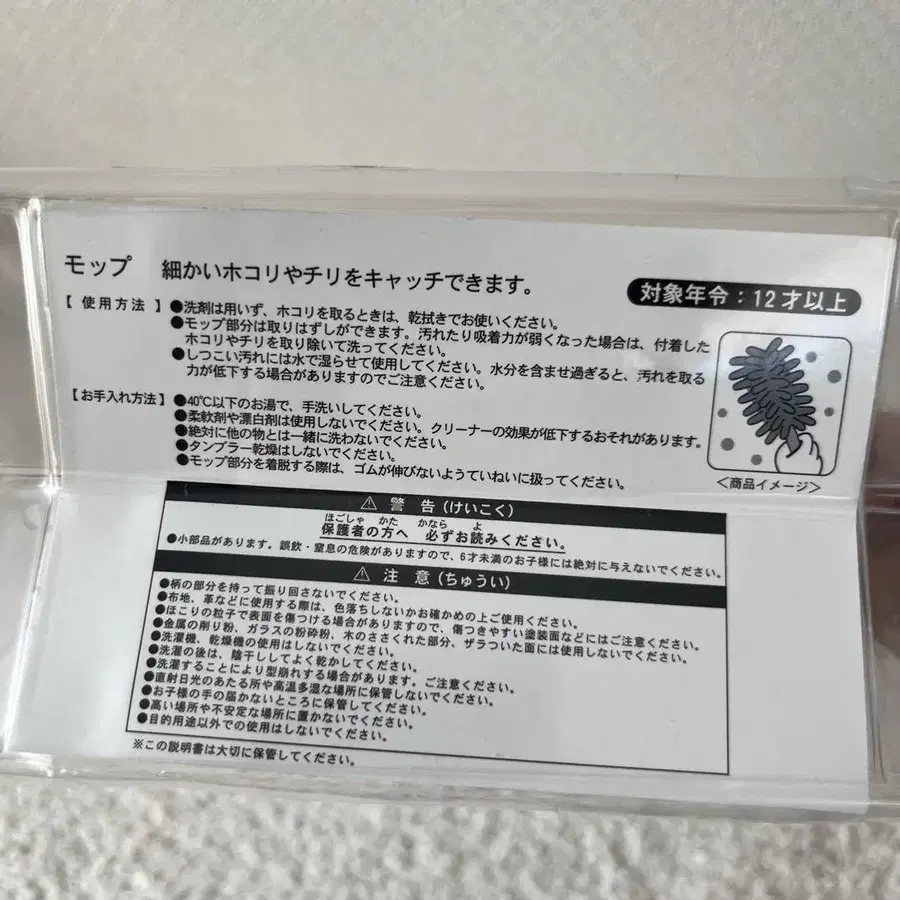 モップ 細かいホコリやチリをキャッチできます。
対象年令：12才以上
【使用方法】●洗剤は用いず、ホコリを取るときは、乾拭きでお使いください。
●モップ部分は取りはずしができます。汚れたり吸着力が弱くなった場合は、付着した
ホコリやチリを取り除いて洗ってください。
●しつこい汚れには水で湿らせて使用してください。水分を含ませ過ぎると、汚れを取る
力が低下する場合がありますのでご注意ください。
【お手入れ方法】●40℃以下のお湯で、手洗いしてください。
●柔軟剤や漂白剤は使用しないでください。クリーナーの効果が低下するおそれがあります。
●絶対に他の物とは一緒に洗わないでください。
●タンブラー乾燥はしないでください。
●モップ部分を着脱する際は、ゴムが伸びないようていねいに扱ってください。
＜商品イメージ＞
⚠ 警 告（けいこく）
ほごしゃ かた かなら よ
保護者の方へ 必ずお読みください。
●小部品があります。誤飲・窒息の危険がありますので、6才未満のお子様には絶対に与えないでください。
⚠ 注 意（ちゅうい）
●柄の部分を持って振り回さないでください。
●布地、革などに使用する際は、色落ちしないかお確かめの上ご使用ください。
●ほこりの粒子で表面を傷つける場合がありますので、傷つきやすい塗装面などにはご注意ください。
●金属の削り粉、ガラスの粉砕粉、木のささくれた部分、ザラついた面には使用しないでください。
●洗濯機、乾燥機の使用はしないでください。
●洗濯の後は、陰干ししてよく乾かしてください。
●洗濯することにより型崩れする場合があります。ご注意ください。
●直射日光のあたる所や高温多湿な場所に保管しないでください。
●お子様の手の届かないところに保管してください。
●高い場所や不安定な場所に置かないでください。
●目的用途以外での使用はしないでください。
※この説明書は大切に保管してください。